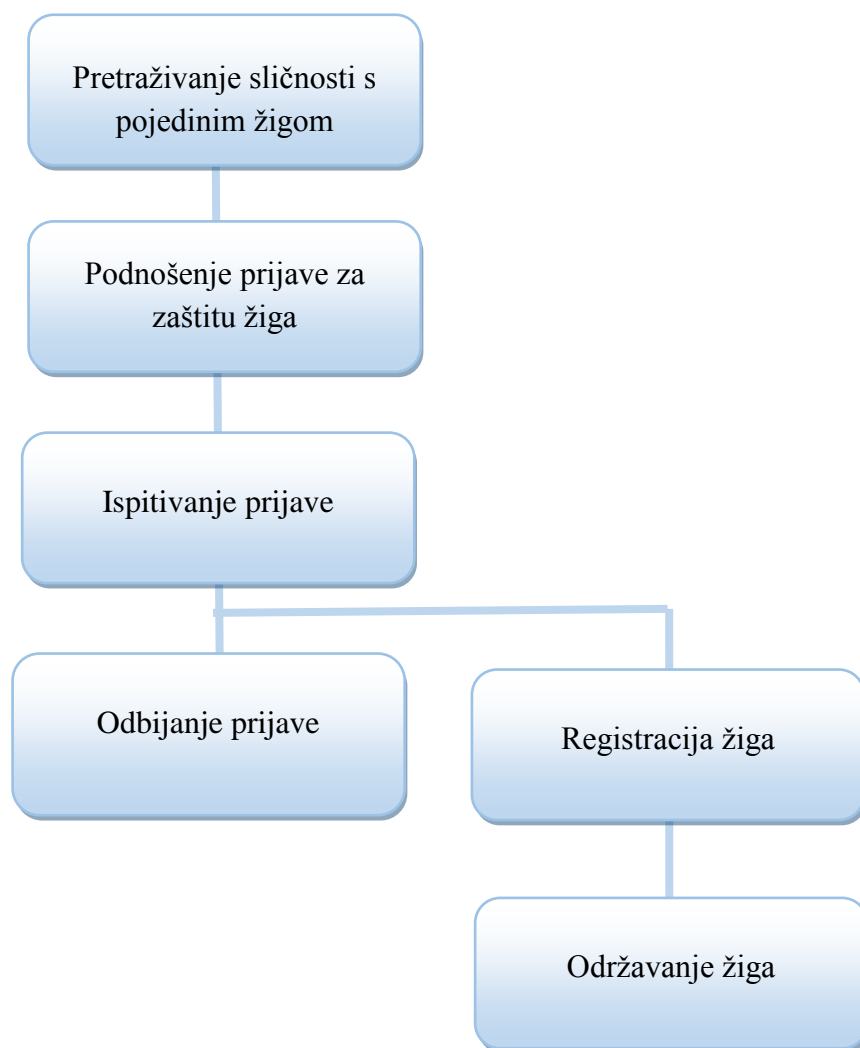 Pretraživanje sličnosti s
pojedinim žigom
Podnošenje prijave za
zaštitu žiga
Ispitivanje prijave
Odbijanje prijave
Registracija žiga
Održavanje žiga